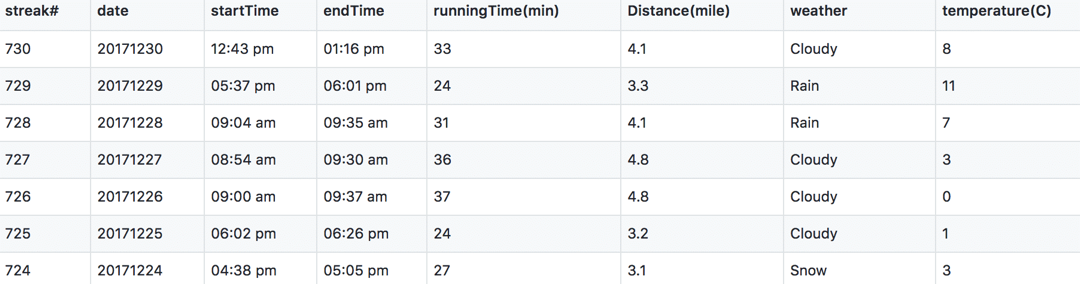 streak# date startTime endTime runningTime(min) Distance(mile) weather temperature(C)
730 20171230 12:43 pm 01:16 pm 33 4.1 Cloudy 8
729 20171229 05:37 pm 06:01 pm 24 3.3 Rain 11
728 20171228 09:04 am 09:35 am 31 4.1 Rain 7
727 20171227 08:54 am 09:30 am 36 4.8 Cloudy 3
726 20171226 09:00 am 09:37 am 37 4.8 Cloudy 0
725 20171225 06:02 pm 06:26 pm 24 3.2 Cloudy 1
724 20171224 04:38 pm 05:05 pm 27 3.1 Snow 3